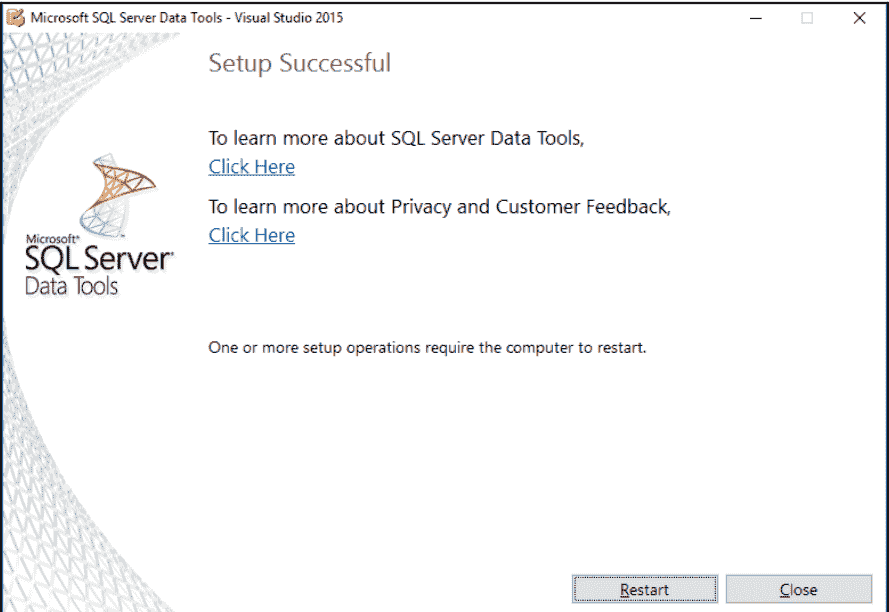 Microsoft SQL Server Data Tools - Visual Studio 2015
Setup Successful
To learn more about SQL Server Data Tools,
Click Here
To learn more about Privacy and Customer Feedback,
Click Here
Microsoft®
SQL Server®
Data Tools
One or more setup operations require the computer to restart.
Restart
Close